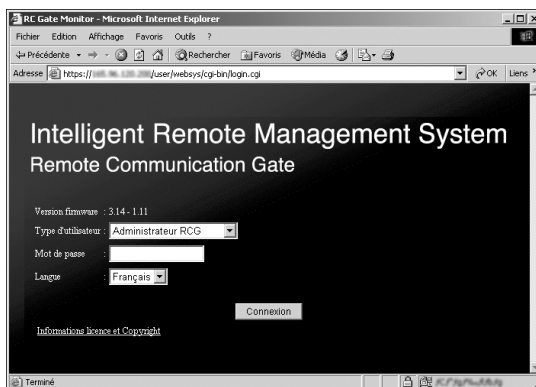 RC Gate Monitor - Microsoft Internet Explorer
Fichier Edition Affichage Favoris Outils ?
Précédente Rechercher Favoris Média
Adresse https:// /user/websys/cgi-bin/login.cgi OK Liens »
Intelligent Remote Management System
Remote Communication Gate
Version firmware : 3.14 - 1.11
Type d'utilisateur : Administrateur RCG
Mot de passe :
Langue : Français
Connexion
Informations licence et Copyright
Terminé